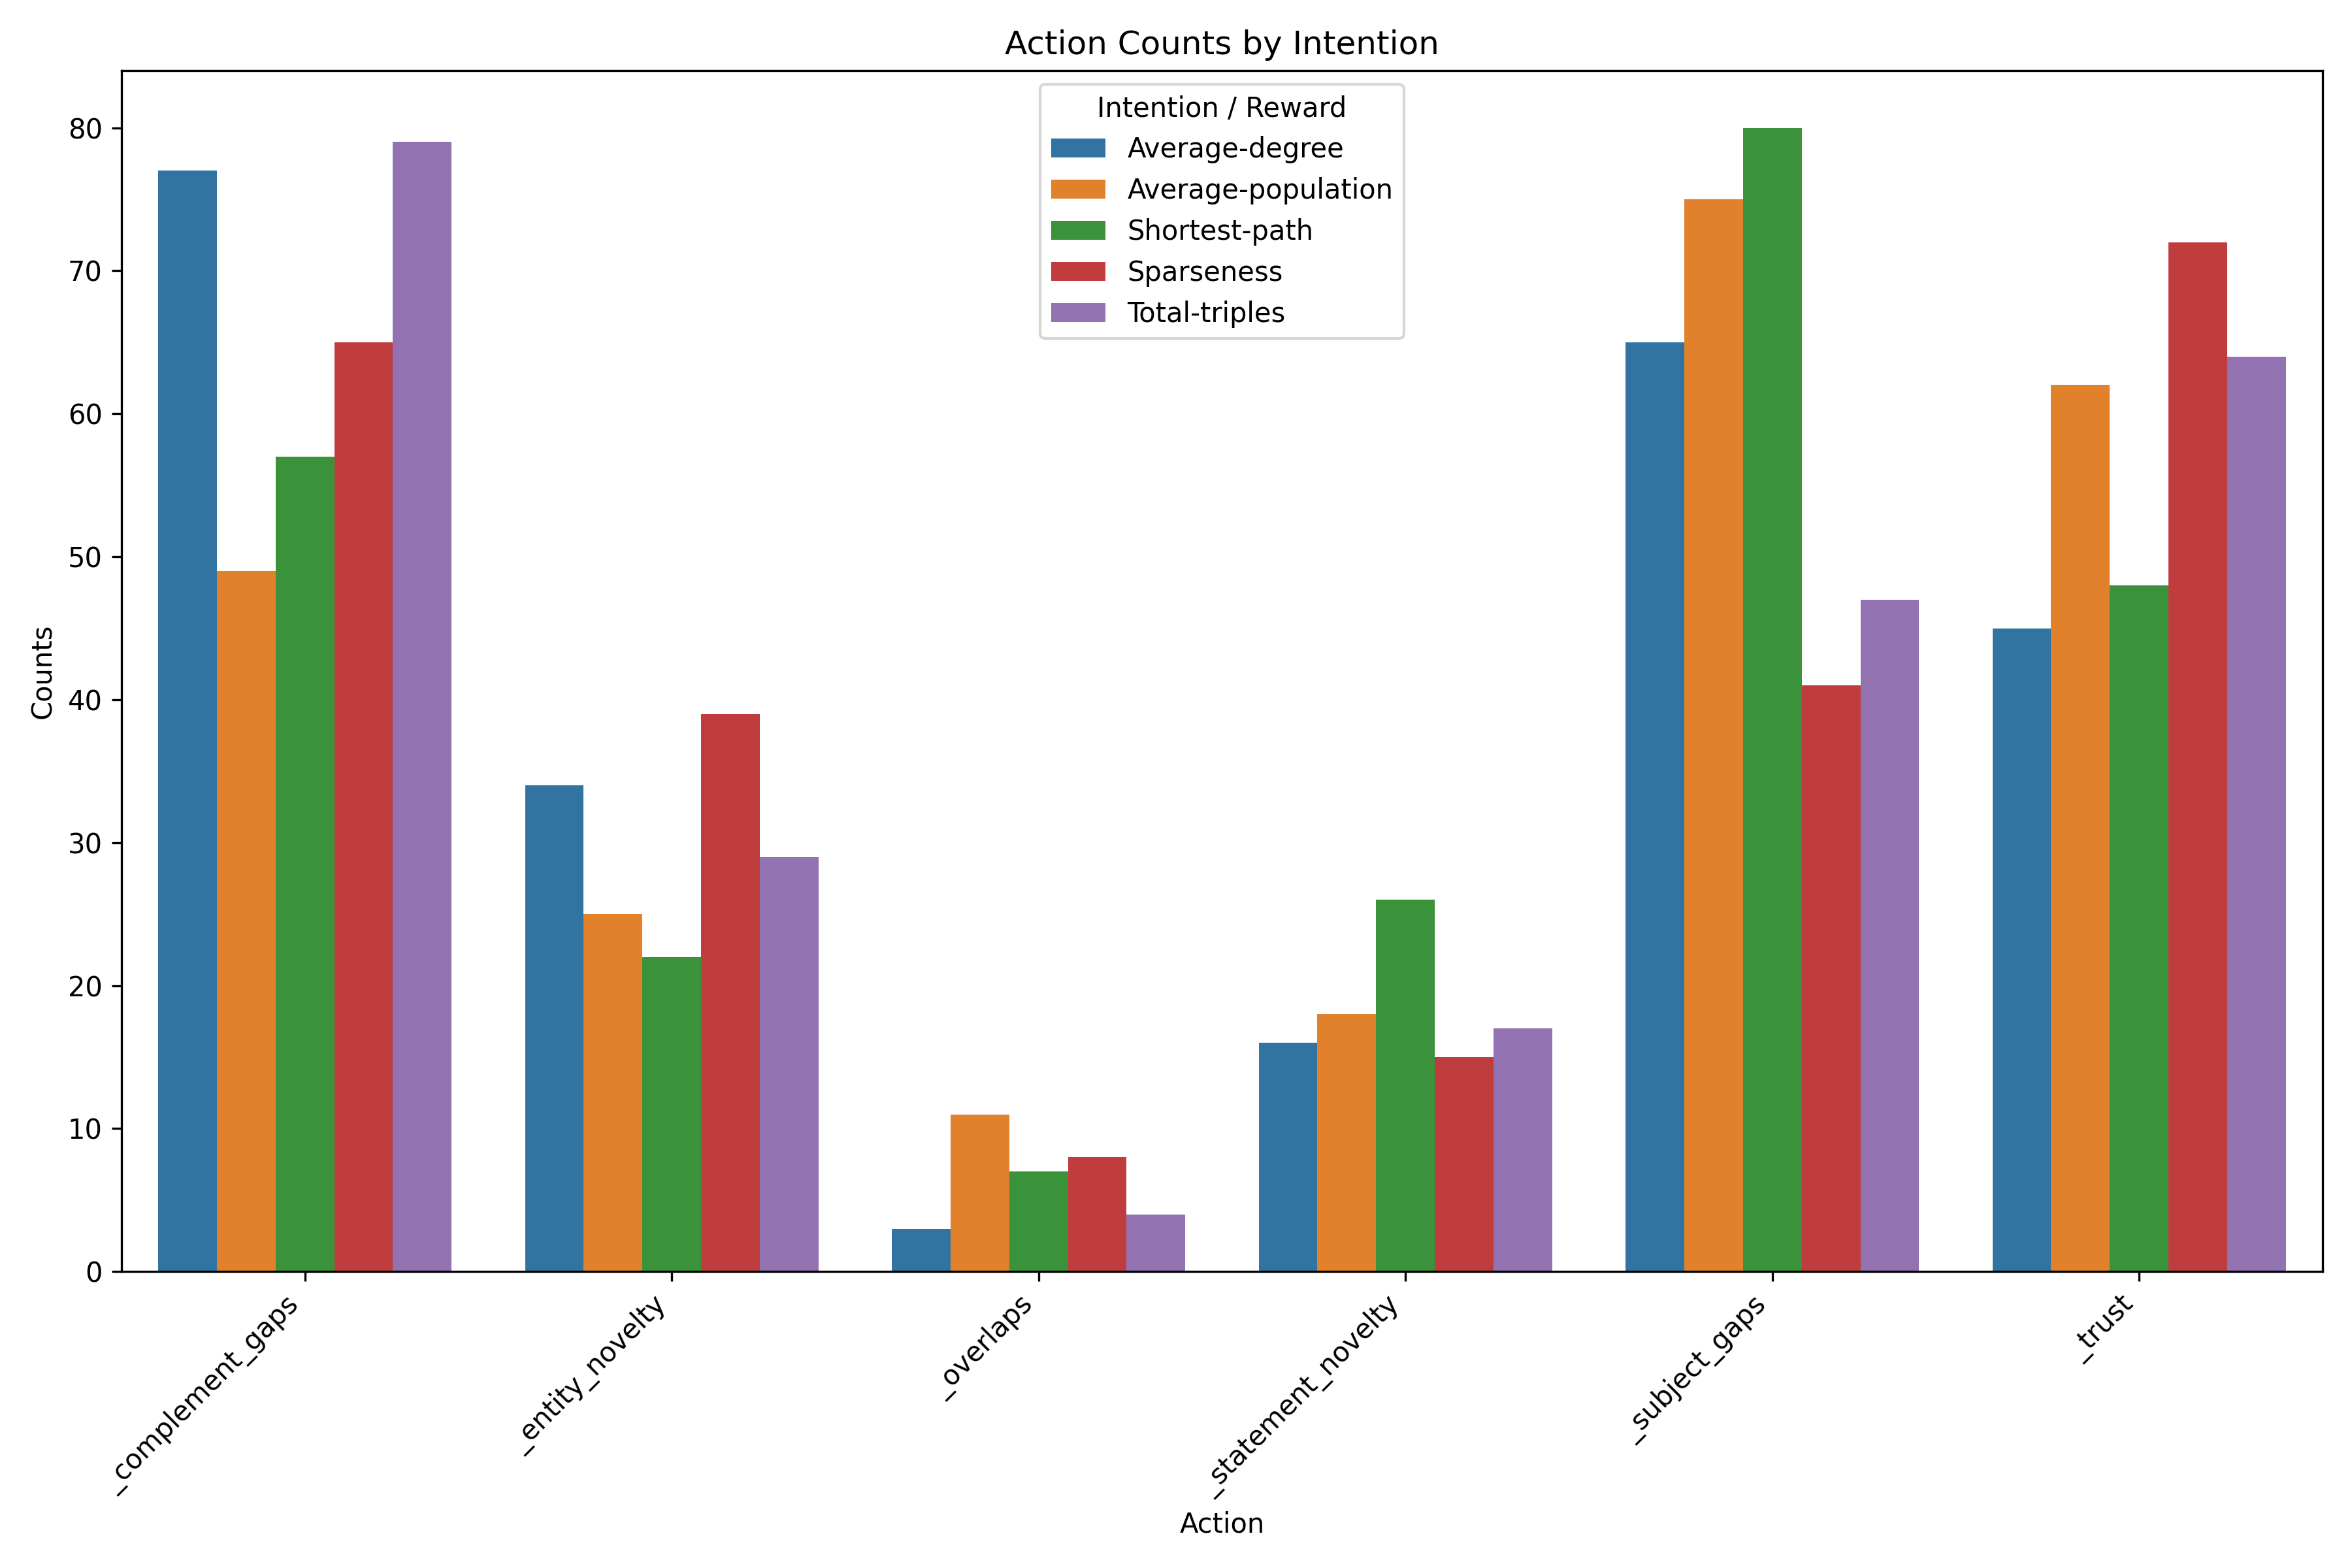 Action Counts by Intention
Intention / Reward
Average-degree
Average-population
Shortest-path
Sparseness
Total-triples
Counts
80
70
60
50
40
30
20
10
0
_complement_gaps
_entity_novelty
_overlaps
_statement_novelty
_subject_gaps
_trust
Action